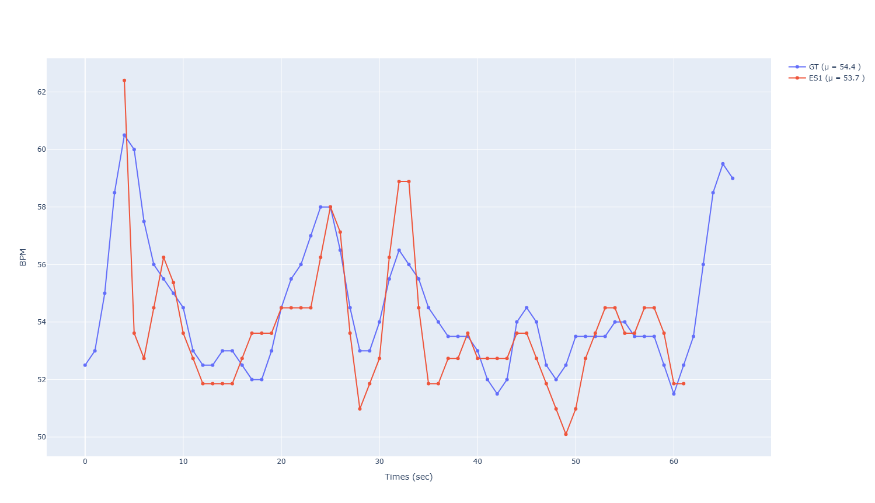 GT (μ = 54.4 )
ES1 (μ = 53.7 )
62
60
58
56
54
52
50
BPM
0 10 20 30 40 50 60
Times (sec)